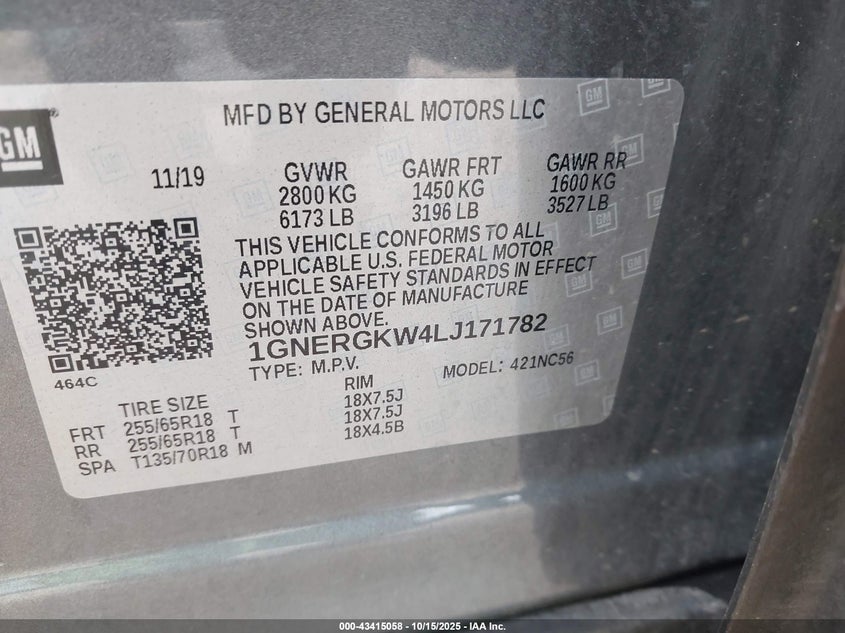 GM
MFD BY GENERAL MOTORS LLC
11/19
GVWR GAWR FRT GAWR RR
2800 KG 1450 KG 1600 KG
6173 LB 3196 LB 3527 LB
THIS VEHICLE CONFORMS TO ALL
APPLICABLE U.S. FEDERAL MOTOR
VEHICLE SAFETY STANDARDS IN EFFECT
ON THE DATE OF MANUFACTURE
SHOWN ABOVE.
1GNERGKW4LJ171782
TYPE: M.P.V. MODEL: 421NC56
464C
TIRE SIZE RIM
FRT 255/65R18 T 18X7.5J
RR 255/65R18 T 18X7.5J
SPA T135/70R18 M 18X4.5B
000-43415058 - 10/15/2025 - IAA Inc.